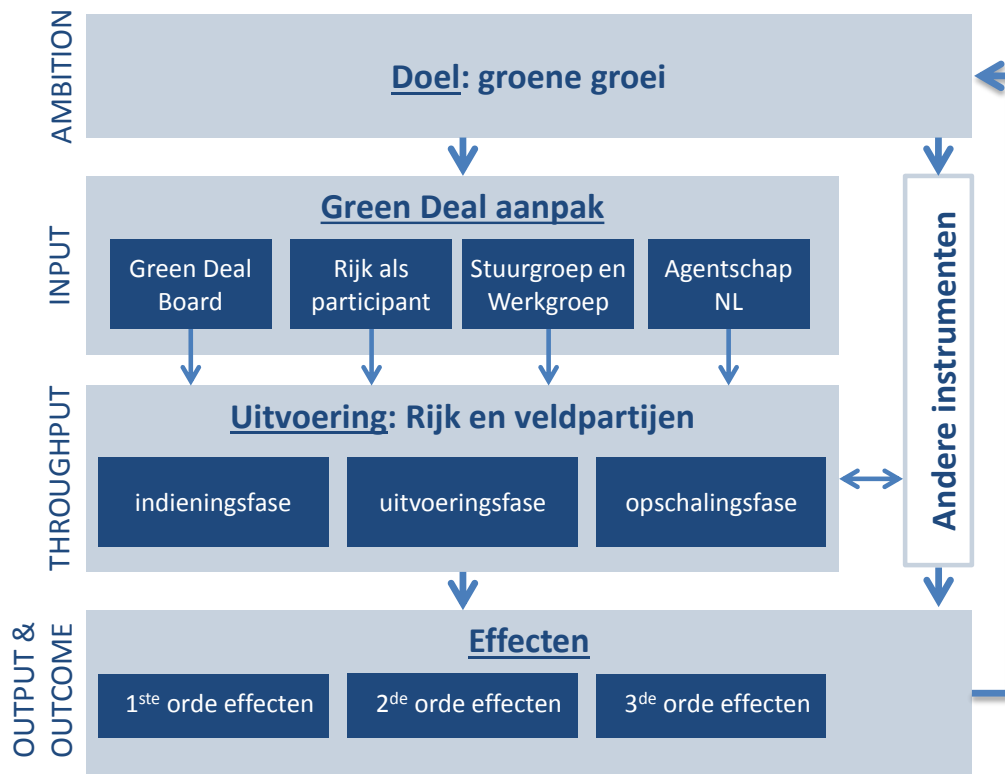 AMBITION
Doel: groene groei
INPUT
Green Deal aanpak
Green Deal
Board
Rijk als
participant
Stuurgroep en
Werkgroep
Agentschap
NL
Andere instrumenten
THROUGHPUT
Uitvoering: Rijk en veldpartijen
indieningsfase
uitvoeringsfase
opschalingsfase
OUTPUT &
OUTCOME
Effecten
1ste orde effecten
2de orde effecten
3de orde effecten